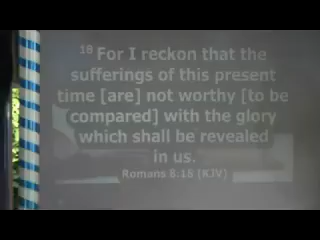 18 For I reckon that the
sufferings of this present
time [are] not worthy [to be
compared] with the glory
which shall be revealed
in us.
Romans 8:18 (KJV)